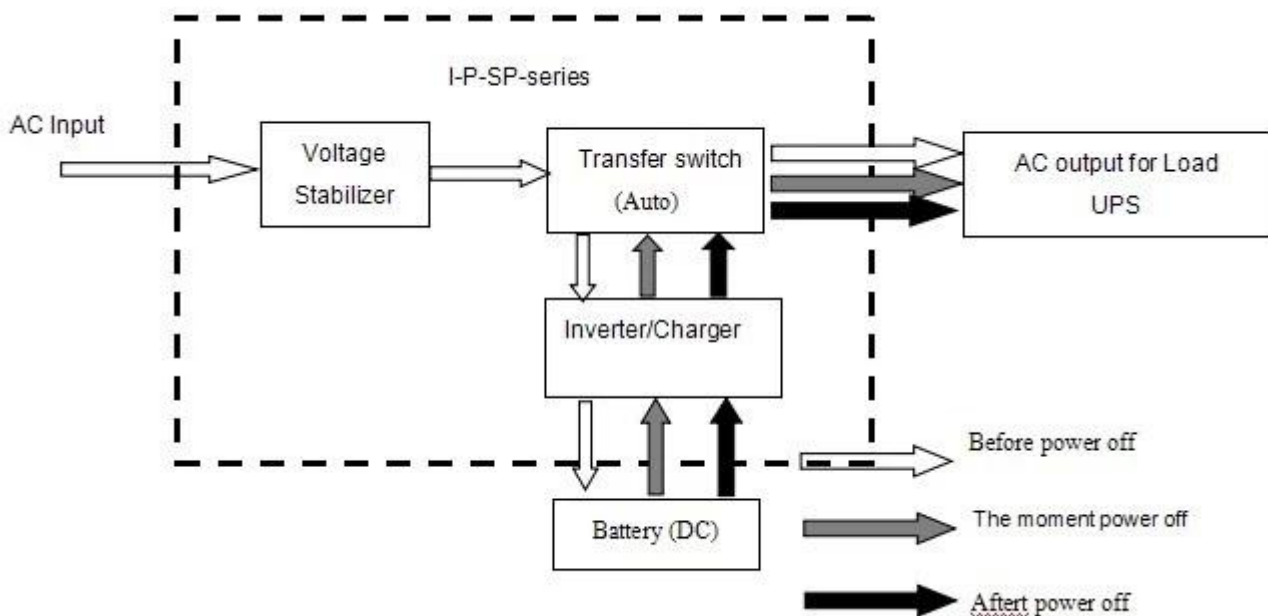 I-P-SP-series
AC Input
Voltage
Stabilizer
Transfer switch
(Auto)
AC output for Load
UPS
Inverter/Charger
Battery (DC)
Before power off
The moment power off
Aftert power off